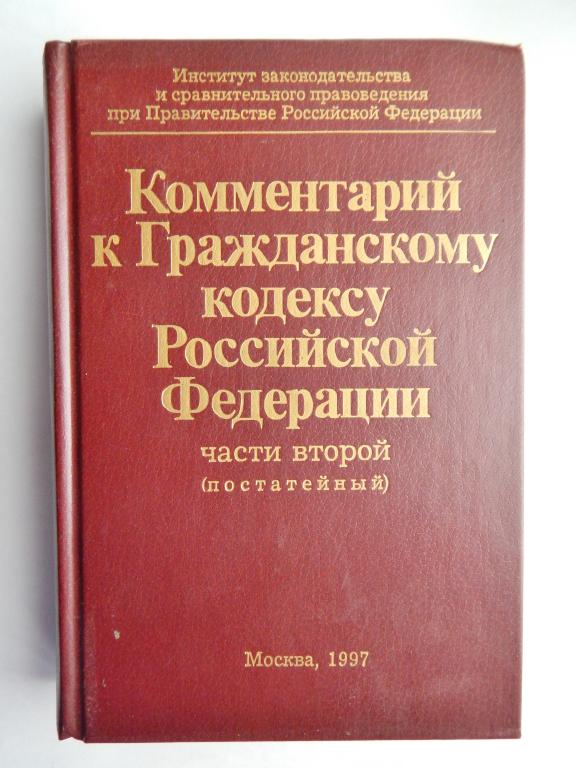 Институт законодательства
и сравнительного правоведения
при Правительстве Российской Федерации
Комментарий
к Гражданскому
кодексу
Российской
Федерации
части второй
(постатейный)
Москва, 1997